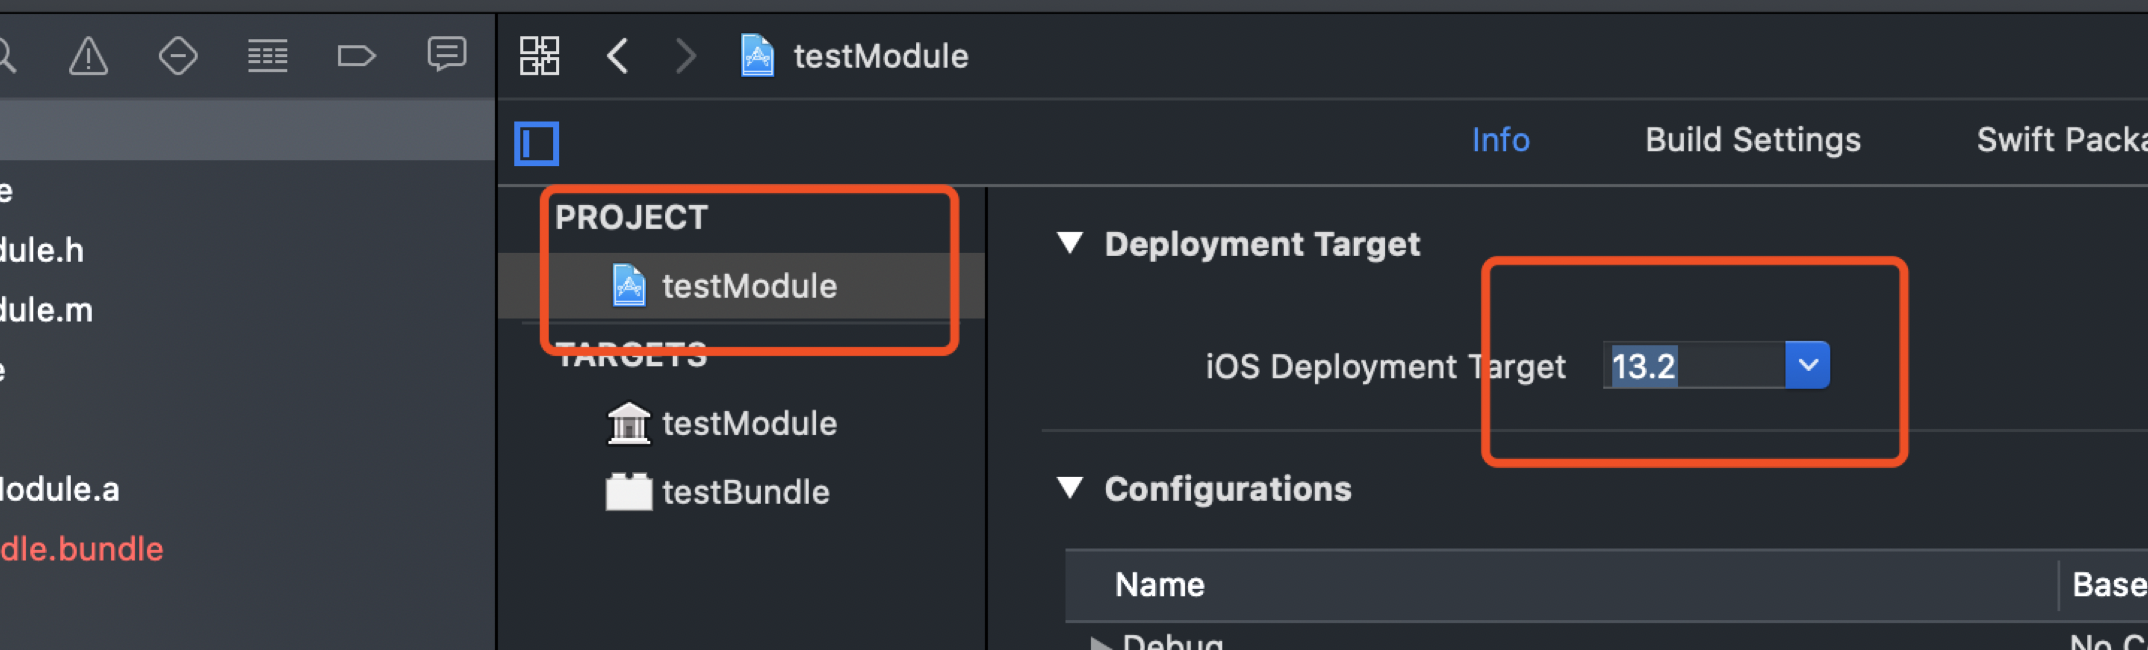 testModule
Info Build Settings Swift Packa
e
dule.h
dule.m
e
Module.a
dle.bundle
PROJECT
testModule
TARGETS
testModule
testBundle
Deployment Target
iOS Deployment Target 13.2
Configurations
Name Base
Debug No C